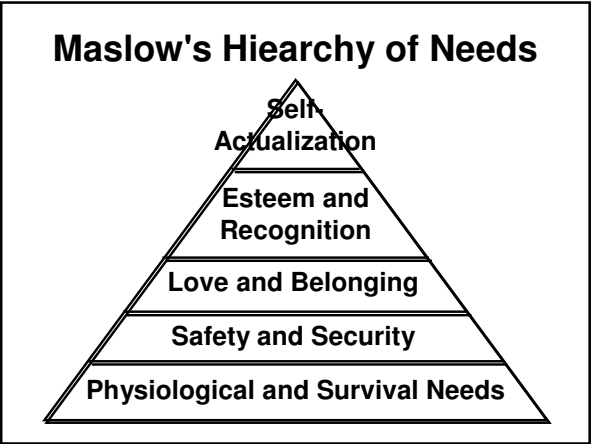 Maslow's Hiearchy of Needs
Self-
Actualization
Esteem and
Recognition
Love and Belonging
Safety and Security
Physiological and Survival Needs